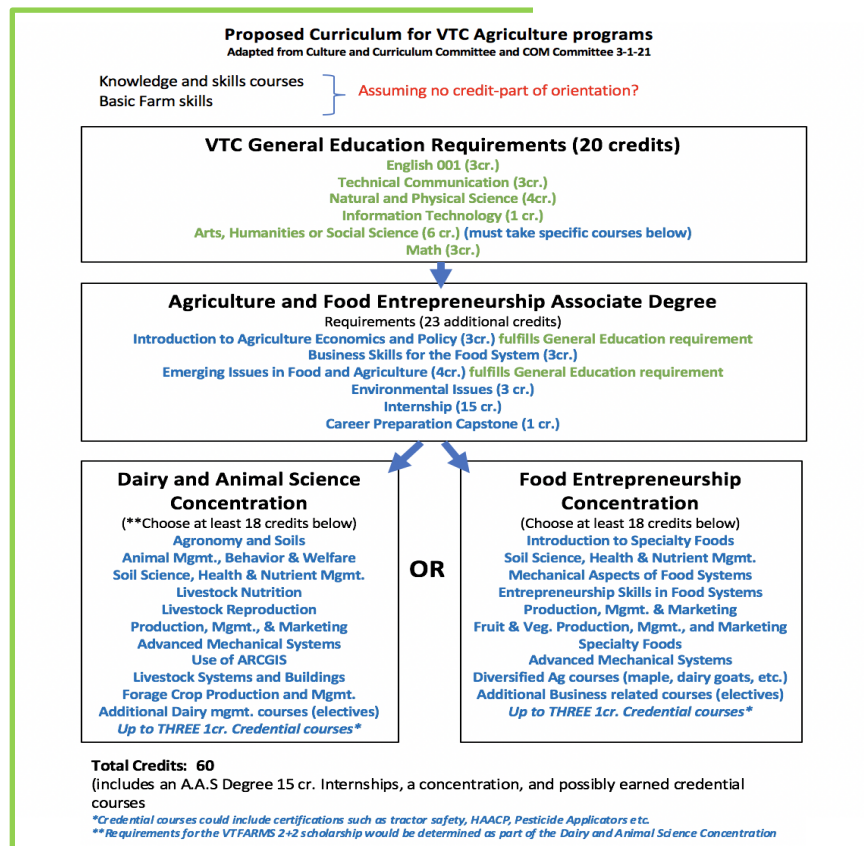 Proposed Curriculum for VTC Agriculture programs
Adapted from Culture and Curriculum Committee and COM Committee 3-1-21
Knowledge and skills courses
Basic Farm skills
Assuming no credit-part of orientation?
VTC General Education Requirements (20 credits)
English 001 (3cr.)
Technical Communication (3cr.)
Natural and Physical Science (4cr.)
Information Technology (1 cr.)
Arts, Humanities or Social Science (6 cr.) (must take specific courses below)
Math (3cr.)
Agriculture and Food Entrepreneurship Associate Degree
Requirements (23 additional credits)
Introduction to Agriculture Economics and Policy (3cr.) fulfills General Education requirement
Business Skills for the Food System (3cr.)
Emerging Issues in Food and Agriculture (4cr.) fulfills General Education requirement
Environmental Issues (3 cr.)
Internship (15 cr.)
Career Preparation Capstone (1 cr.)
Dairy and Animal Science
Concentration
(**Choose at least 18 credits below)
Agronomy and Soils
Animal Mgmt., Behavior & Welfare
Soil Science, Health & Nutrient Mgmt.
Livestock Nutrition
Livestock Reproduction
Production, Mgmt., & Marketing
Advanced Mechanical Systems
Use of ARCGIS
Livestock Systems and Buildings
Forage Crop Production and Mgmt.
Additional Dairy mgmt. courses (electives)
Up to THREE 1cr. Credential courses*
OR
Food Entrepreneurship
Concentration
(Choose at least 18 credits below)
Introduction to Specialty Foods
Soil Science, Health & Nutrient Mgmt.
Mechanical Aspects of Food Systems
Entrepreneurship Skills in Food Systems
Production, Mgmt. & Marketing
Fruit & Veg. Production, Mgmt., and Marketing
Specialty Foods
Advanced Mechanical Systems
Diversified Ag courses (maple, dairy goats, etc.)
Additional Business related courses (electives)
Up to THREE 1cr. Credential courses*
Total Credits: 60
(includes an A.A.S Degree 15 cr. Internships, a concentration, and possibly earned credential
courses
*Credential courses could include certifications such as tractor safety, HAACP, Pesticide Applicators etc.
**Requirements for the VTFARMS 2+2 scholarship would be determined as part of the Dairy and Animal Science Concentration